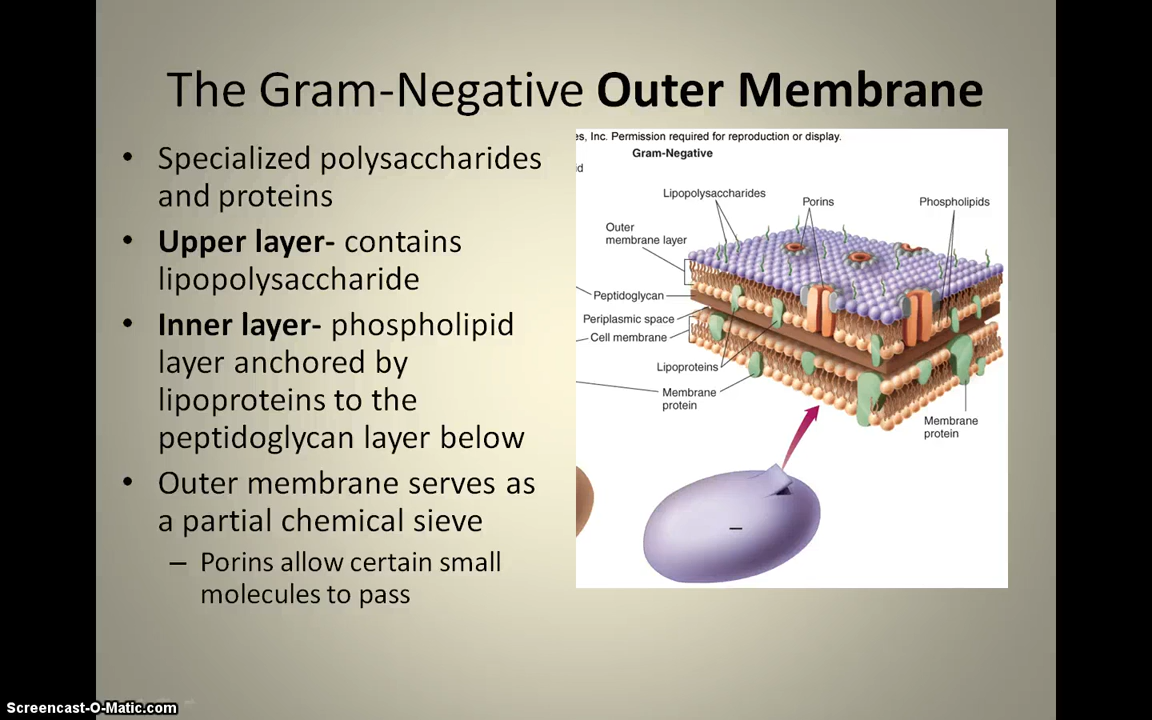 The Gram-Negative Outer Membrane
• Specialized polysaccharides
and proteins
• Upper layer- contains
lipopolysaccharide
• Inner layer- phospholipid
layer anchored by
lipoproteins to the
peptidoglycan layer below
• Outer membrane serves as
a partial chemical sieve
– Porins allow certain small
molecules to pass
es, Inc. Permission required for reproduction or display.
Gram-Negative
id
Lipopolysaccharides
Porins
Phospholipids
Outer
membrane layer
Peptidoglycan
Periplasmic space
Cell membrane
Lipoproteins
Membrane
protein
Membrane
protein
–
Screencast-O-Matic.com